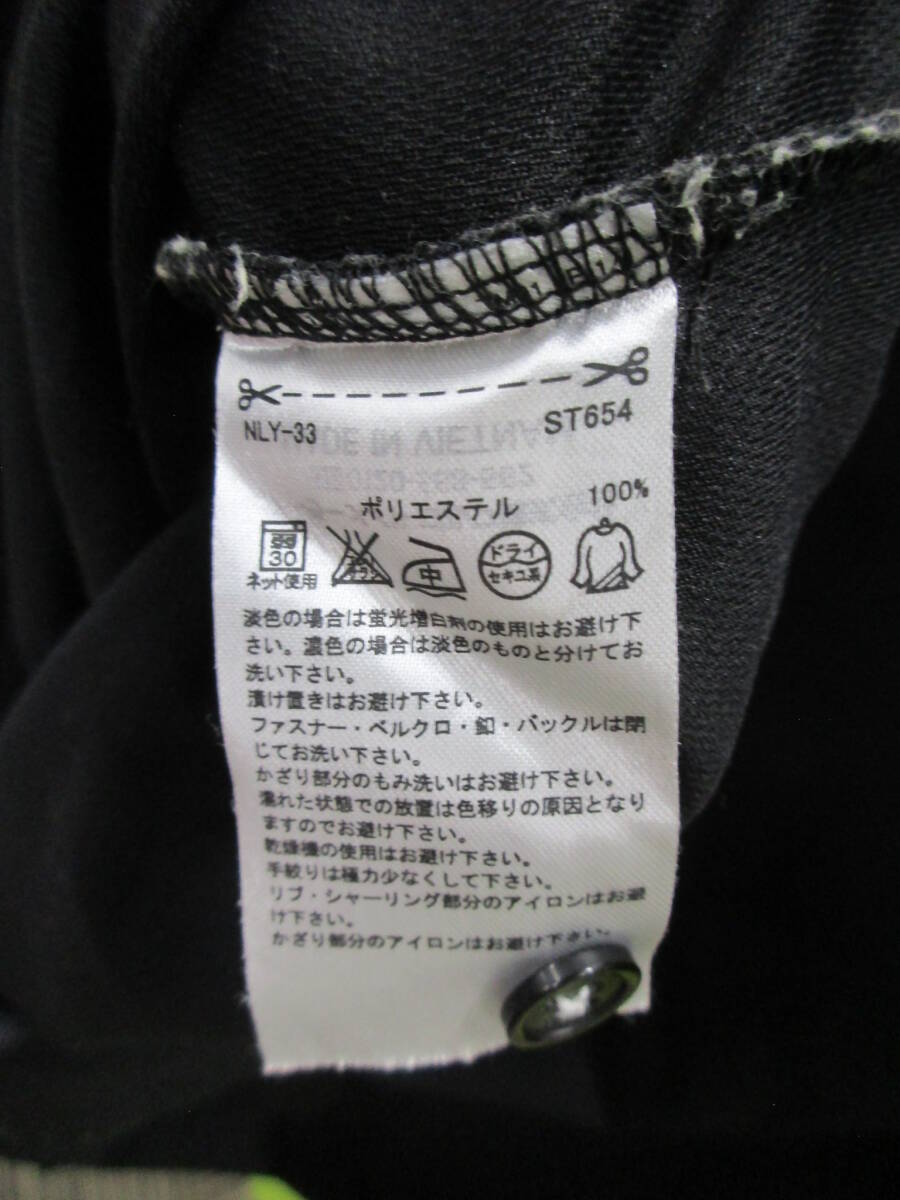 NLY-33
ST654
ポリエステル 100%
30
中
ドライ
ネット使用
セキユ系
淡色の場合は蛍光増白剤の使用はお避け下
さい。濃色の場合は淡色のものと分けてお
洗い下さい。
漬け置きはお避け下さい。
ファスナー・ベルクロ・釦・バックルは閉
じてお洗い下さい。
かざり部分のもみ洗いはお避け下さい。
濡れた状態での放置は色移りの原因となり
ますのでお避け下さい。
乾燥機の使用はお避け下さい。
手絞りは極力少なくして下さい。
リブ・シャーリング部分のアイロンはお避
け下さい。
かざり部分のアイロンはお避け下さい。